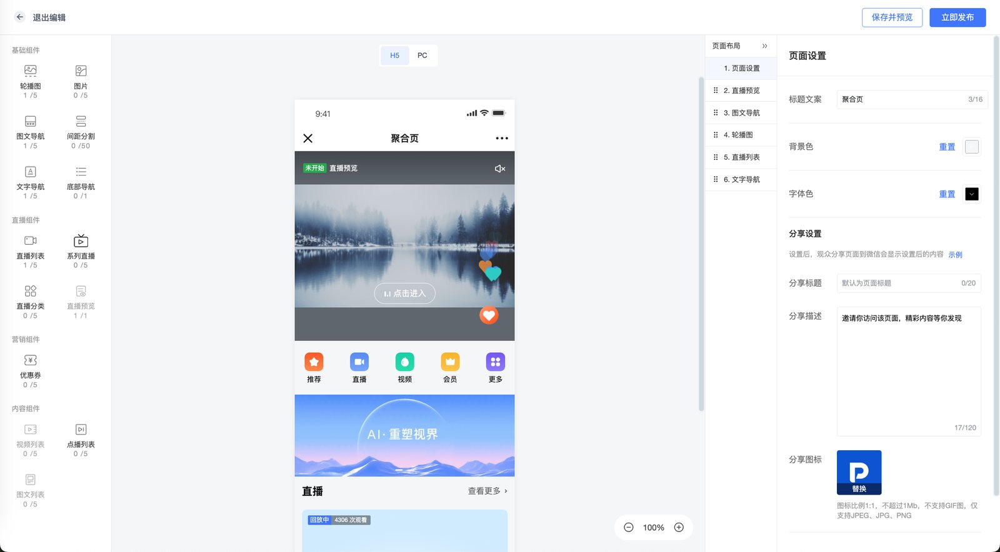 退出编辑
保存并预览
立即发布
基础组件
轮播图
1 /5
图片
0 /5
图文导航
1 /5
间距分割
0 /50
文字导航
1 /5
底部导航
0 /1
直播组件
直播列表
1 /5
系列直播
0 /5
直播分类
0 /5
直播预览
1 /1
营销组件
优惠券
0 /5
内容组件
视频列表
0 /5
点播列表
0 /5
图文列表
0 /5
H5
PC
9:41
聚合页
未开始 直播预览
点击进入
推荐
直播
视频
会员
更多
AI·重塑视界
直播
查看更多
回放中 4306 次观看
100%
页面布局
1. 页面设置
2. 直播预览
3. 图文导航
4. 轮播图
5. 直播列表
6. 文字导航
页面设置
标题文案
聚合页
3/16
背景色
重置
字体色
重置
分享设置
设置后，观众分享页面到微信会显示设置后的内容 示例
分享标题
默认为页面标题
0/20
分享描述
邀请你访问该页面，精彩内容等你发现
17/120
分享图标
替换
图标比例1:1，不超过1Mb，不支持GIF图，仅
支持JPEG、JPG、PNG